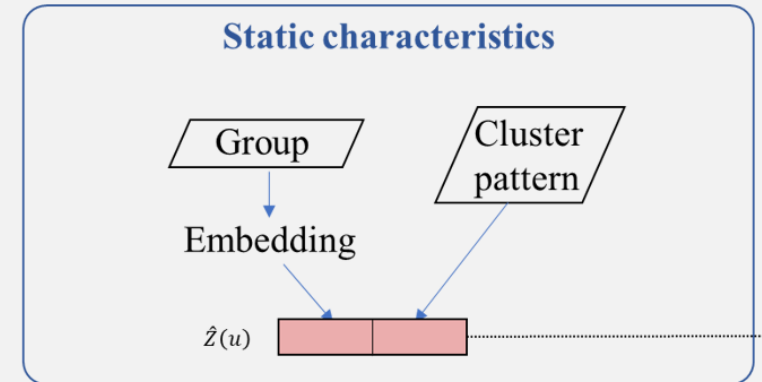 Static characteristics
Group
Cluster
pattern
Embedding
Ẑ(u)